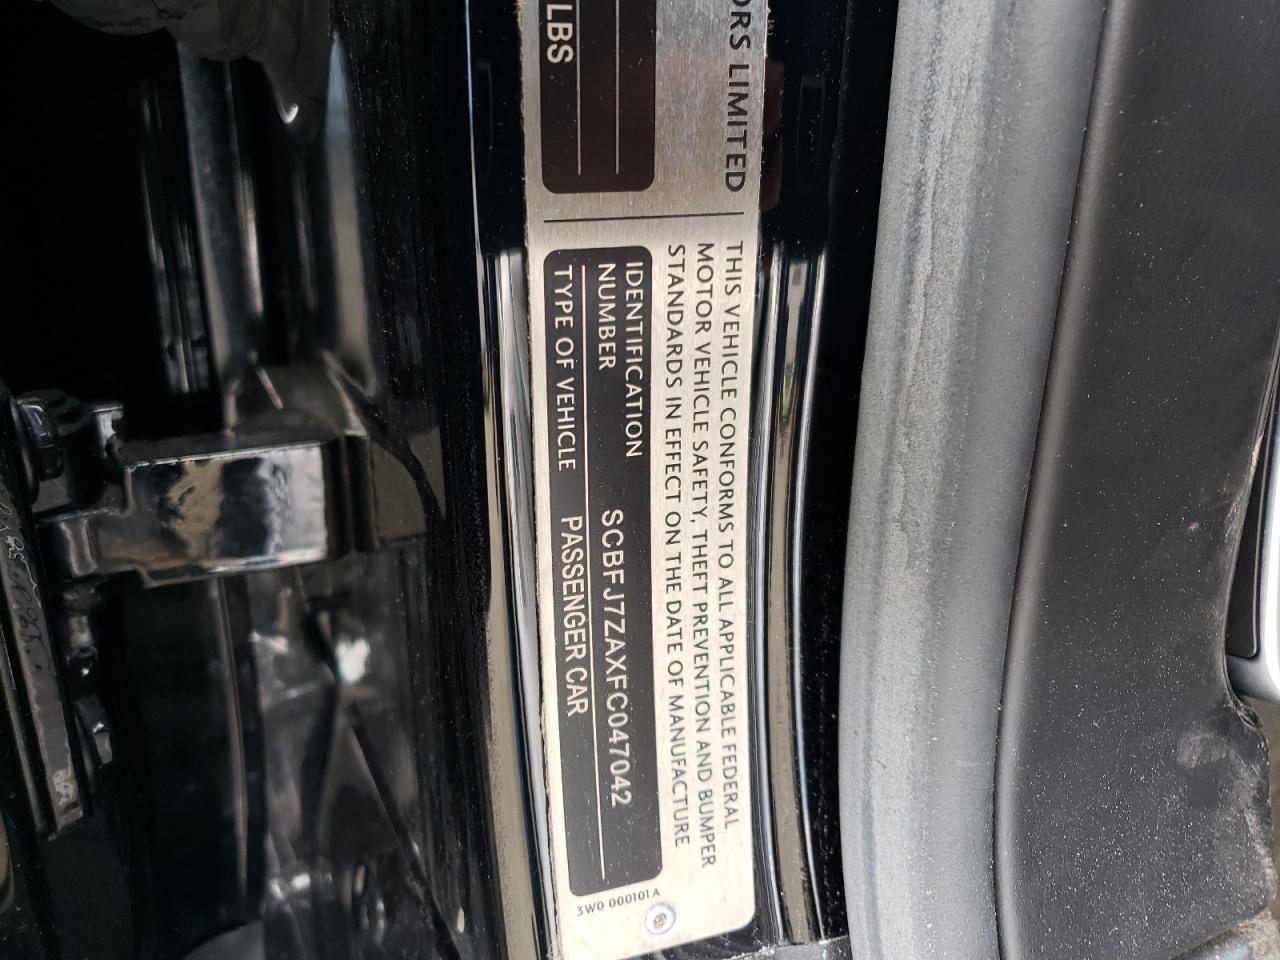 ORS LIMITED
LBS
THIS VEHICLE CONFORMS TO ALL APPLICABLE FEDERAL
MOTOR VEHICLE SAFETY, THEFT PREVENTION AND BUMPER
STANDARDS IN EFFECT ON THE DATE OF MANUFACTURE
IDENTIFICATION
NUMBER SCBFJ7ZAXFC047042
TYPE OF VEHICLE PASSENGER CAR
3W0 000101 A